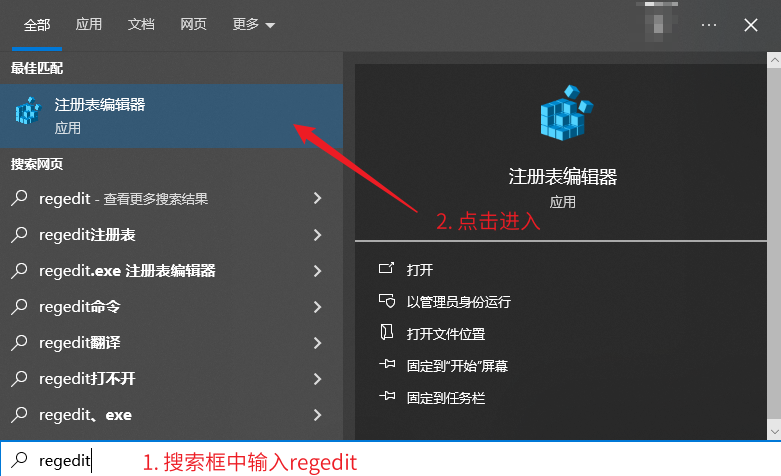 全部 应用 文档 网页 更多
最佳匹配
注册表编辑器
应用
搜索网页
regedit - 查看更多搜索结果
regedit注册表
regedit.exe 注册表编辑器
regedit命令
regedit翻译
regedit打不开
regedit、exe
注册表编辑器
应用
2. 点击进入
打开
以管理员身份运行
打开文件位置
固定到"开始"屏幕
固定到任务栏
regedit
1. 搜索框中输入regedit